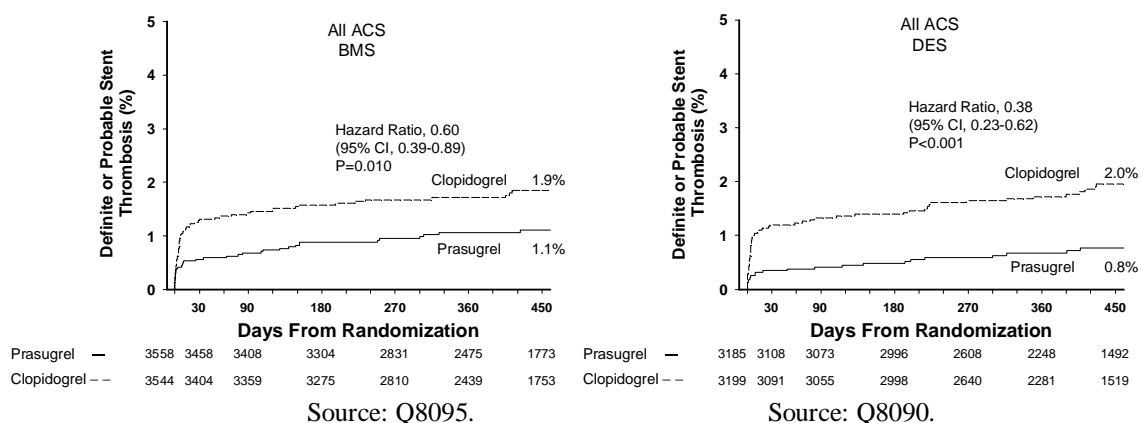 All ACS
BMS
Definite or Probable Stent
Thrombosis (%)
5
4
3
2
1
0
Hazard Ratio, 0.60
(95% CI, 0.39-0.89)
P=0.010
Clopidogrel 1.9%
Prasugrel 1.1%
30 90 180 270 360 450
Days From Randomization
Prasugrel 3558 3458 3408 3304 2831 2475 1773
Clopidogrel 3544 3404 3359 3275 2810 2439 1753
Source: Q8095.
All ACS
DES
Definite or Probable Stent
Thrombosis (%)
5
4
3
2
1
0
Hazard Ratio, 0.38
(95% CI, 0.23-0.62)
P<0.001
Clopidogrel 2.0%
Prasugrel 0.8%
30 90 180 270 360 450
Days From Randomization
Prasugrel 3185 3108 3073 2996 2608 2248 1492
Clopidogrel 3199 3091 3055 2998 2640 2281 1519
Source: Q8090.